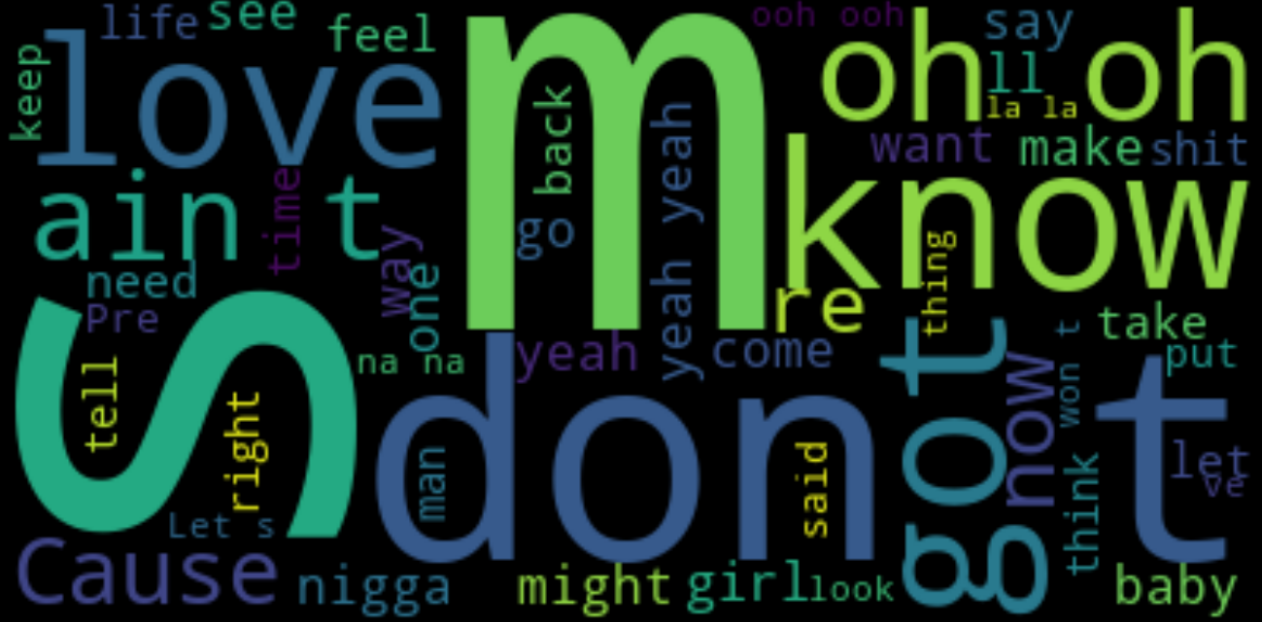 life
see
feel
keep
love
m
ooh ooh
oh oh
say
ll
la la
back
yeah yeah
want
make
shit
ain t
time
go
know
need
way
one
Pre
s
re
thing
take
t
na na
yeah
yeah
come
put
tell
right
don t
got
now
won
man
said
think
let
ve
Let s
Cause
nigga
might
girl
look
baby